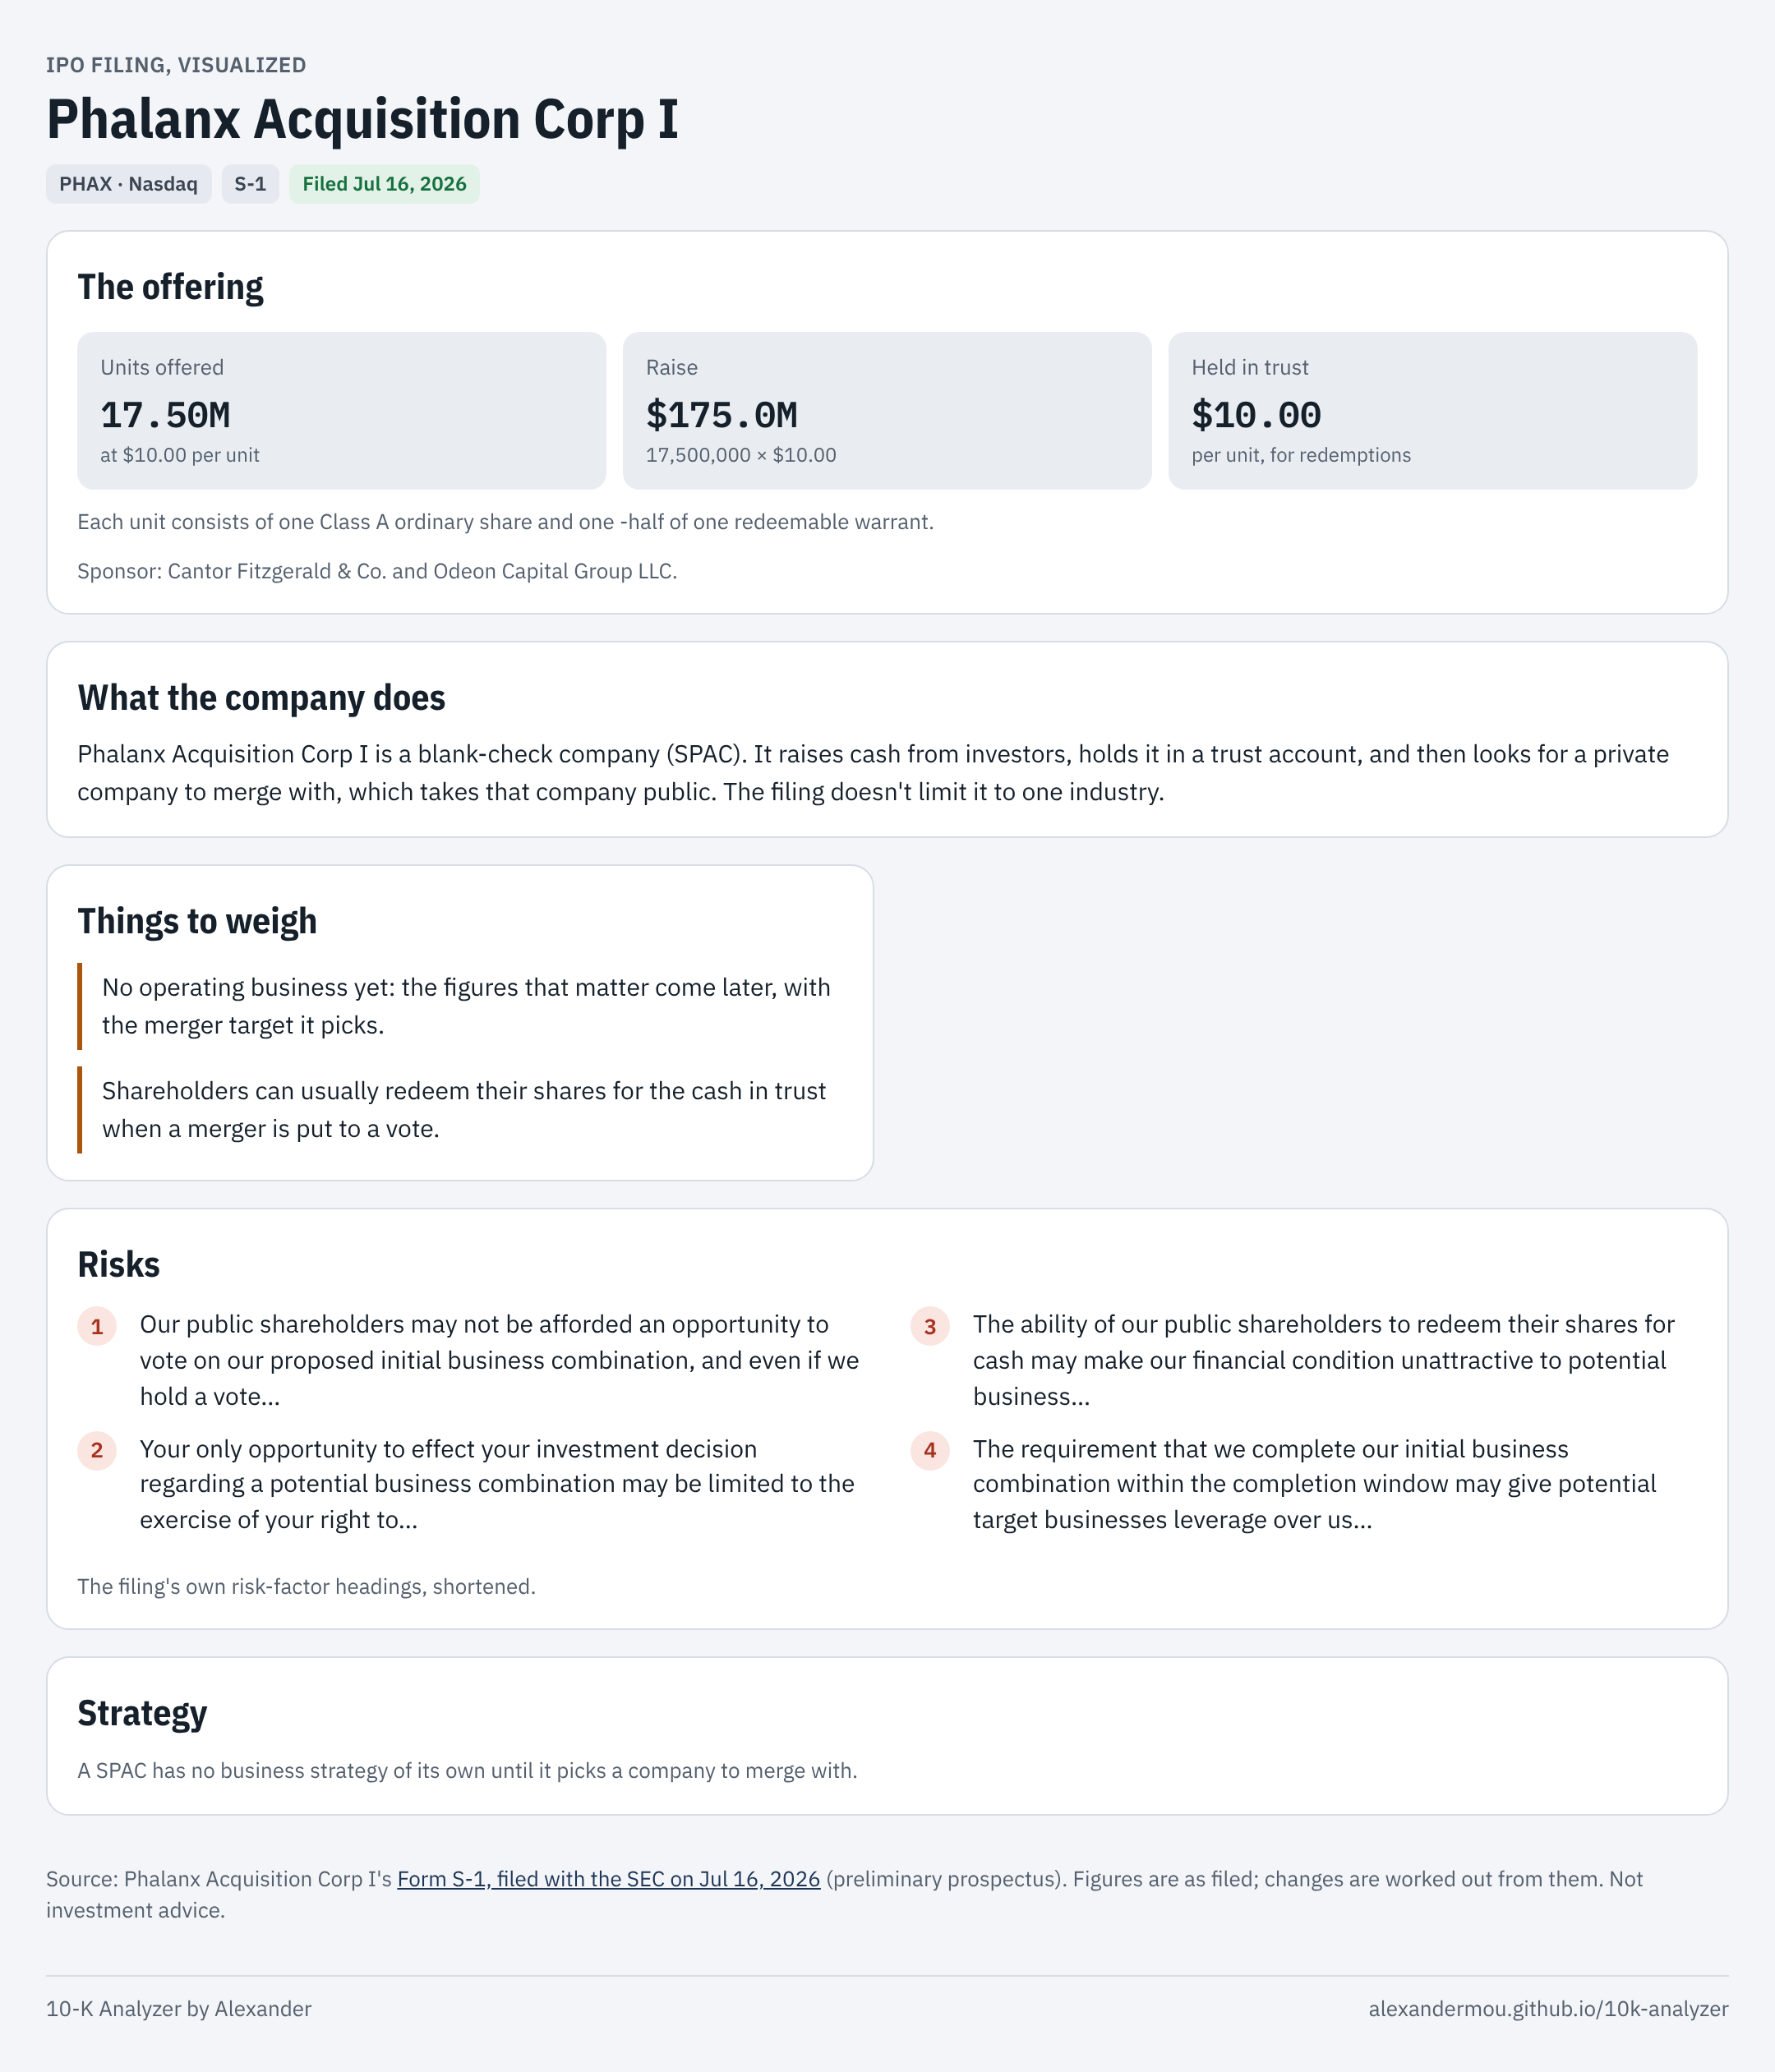 IPO FILING, VISUALIZED
Phalanx Acquisition Corp I
PHAX · Nasdaq S-1 Filed Jul 16, 2026
The offering
Units offered
17.50M
at $10.00 per unit
Raise
$175.0M
17,500,000 × $10.00
Held in trust
$10.00
per unit, for redemptions
Each unit consists of one Class A ordinary share and one -half of one redeemable warrant.
Sponsor: Cantor Fitzgerald & Co. and Odeon Capital Group LLC.
What the company does
Phalanx Acquisition Corp I is a blank-check company (SPAC). It raises cash from investors, holds it in a trust account, and then looks for a private
company to merge with, which takes that company public. The filing doesn't limit it to one industry.
Things to weigh
No operating business yet: the figures that matter come later, with
the merger target it picks.
Shareholders can usually redeem their shares for the cash in trust
when a merger is put to a vote.
Risks
1 Our public shareholders may not be afforded an opportunity to
vote on our proposed initial business combination, and even if we
hold a vote...
2 Your only opportunity to effect your investment decision
regarding a potential business combination may be limited to the
exercise of your right to...
3 The ability of our public shareholders to redeem their shares for
cash may make our financial condition unattractive to potential
business...
4 The requirement that we complete our initial business
combination within the completion window may give potential
target businesses leverage over us...
The filing's own risk-factor headings, shortened.
Strategy
A SPAC has no business strategy of its own until it picks a company to merge with.
Source: Phalanx Acquisition Corp I's Form S-1, filed with the SEC on Jul 16, 2026 (preliminary prospectus). Figures are as filed; changes are worked out from them. Not
investment advice.
10-K Analyzer by Alexander
alexandermou.github.io/10k-analyzer